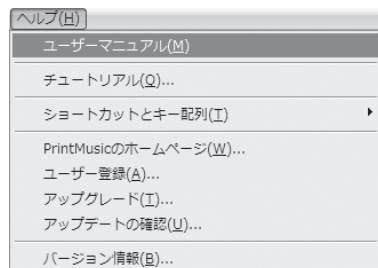 ヘルプ(H)
ユーザーマニュアル(M)
チュートリアル(Q)...
ショートカットとキー配列(T)
PrintMusicのホームページ(W)...
ユーザー登録(A)...
アップグレード(T)...
アップデートの確認(U)...
バージョン情報(B)...